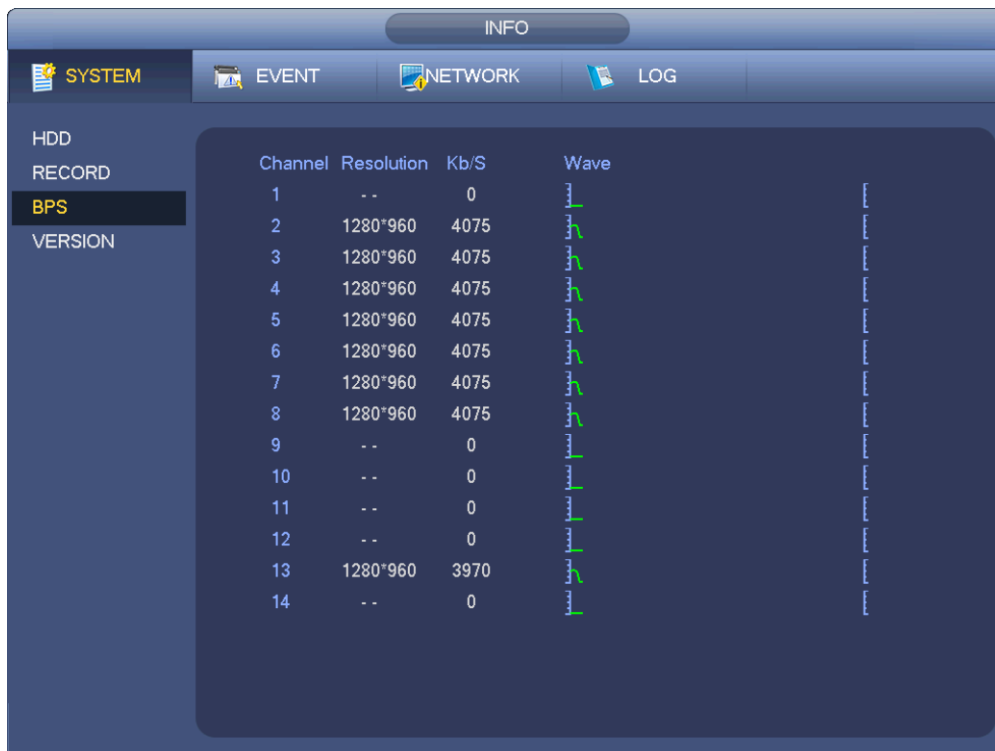 INFO
SYSTEM EVENT NETWORK LOG
HDD
RECORD
BPS
VERSION
Channel Resolution Kb/S Wave
1 - - 0
2 1280*960 4075
3 1280*960 4075
4 1280*960 4075
5 1280*960 4075
6 1280*960 4075
7 1280*960 4075
8 1280*960 4075
9 - - 0
10 - - 0
11 - - 0
12 - - 0
13 1280*960 3970
14 - - 0